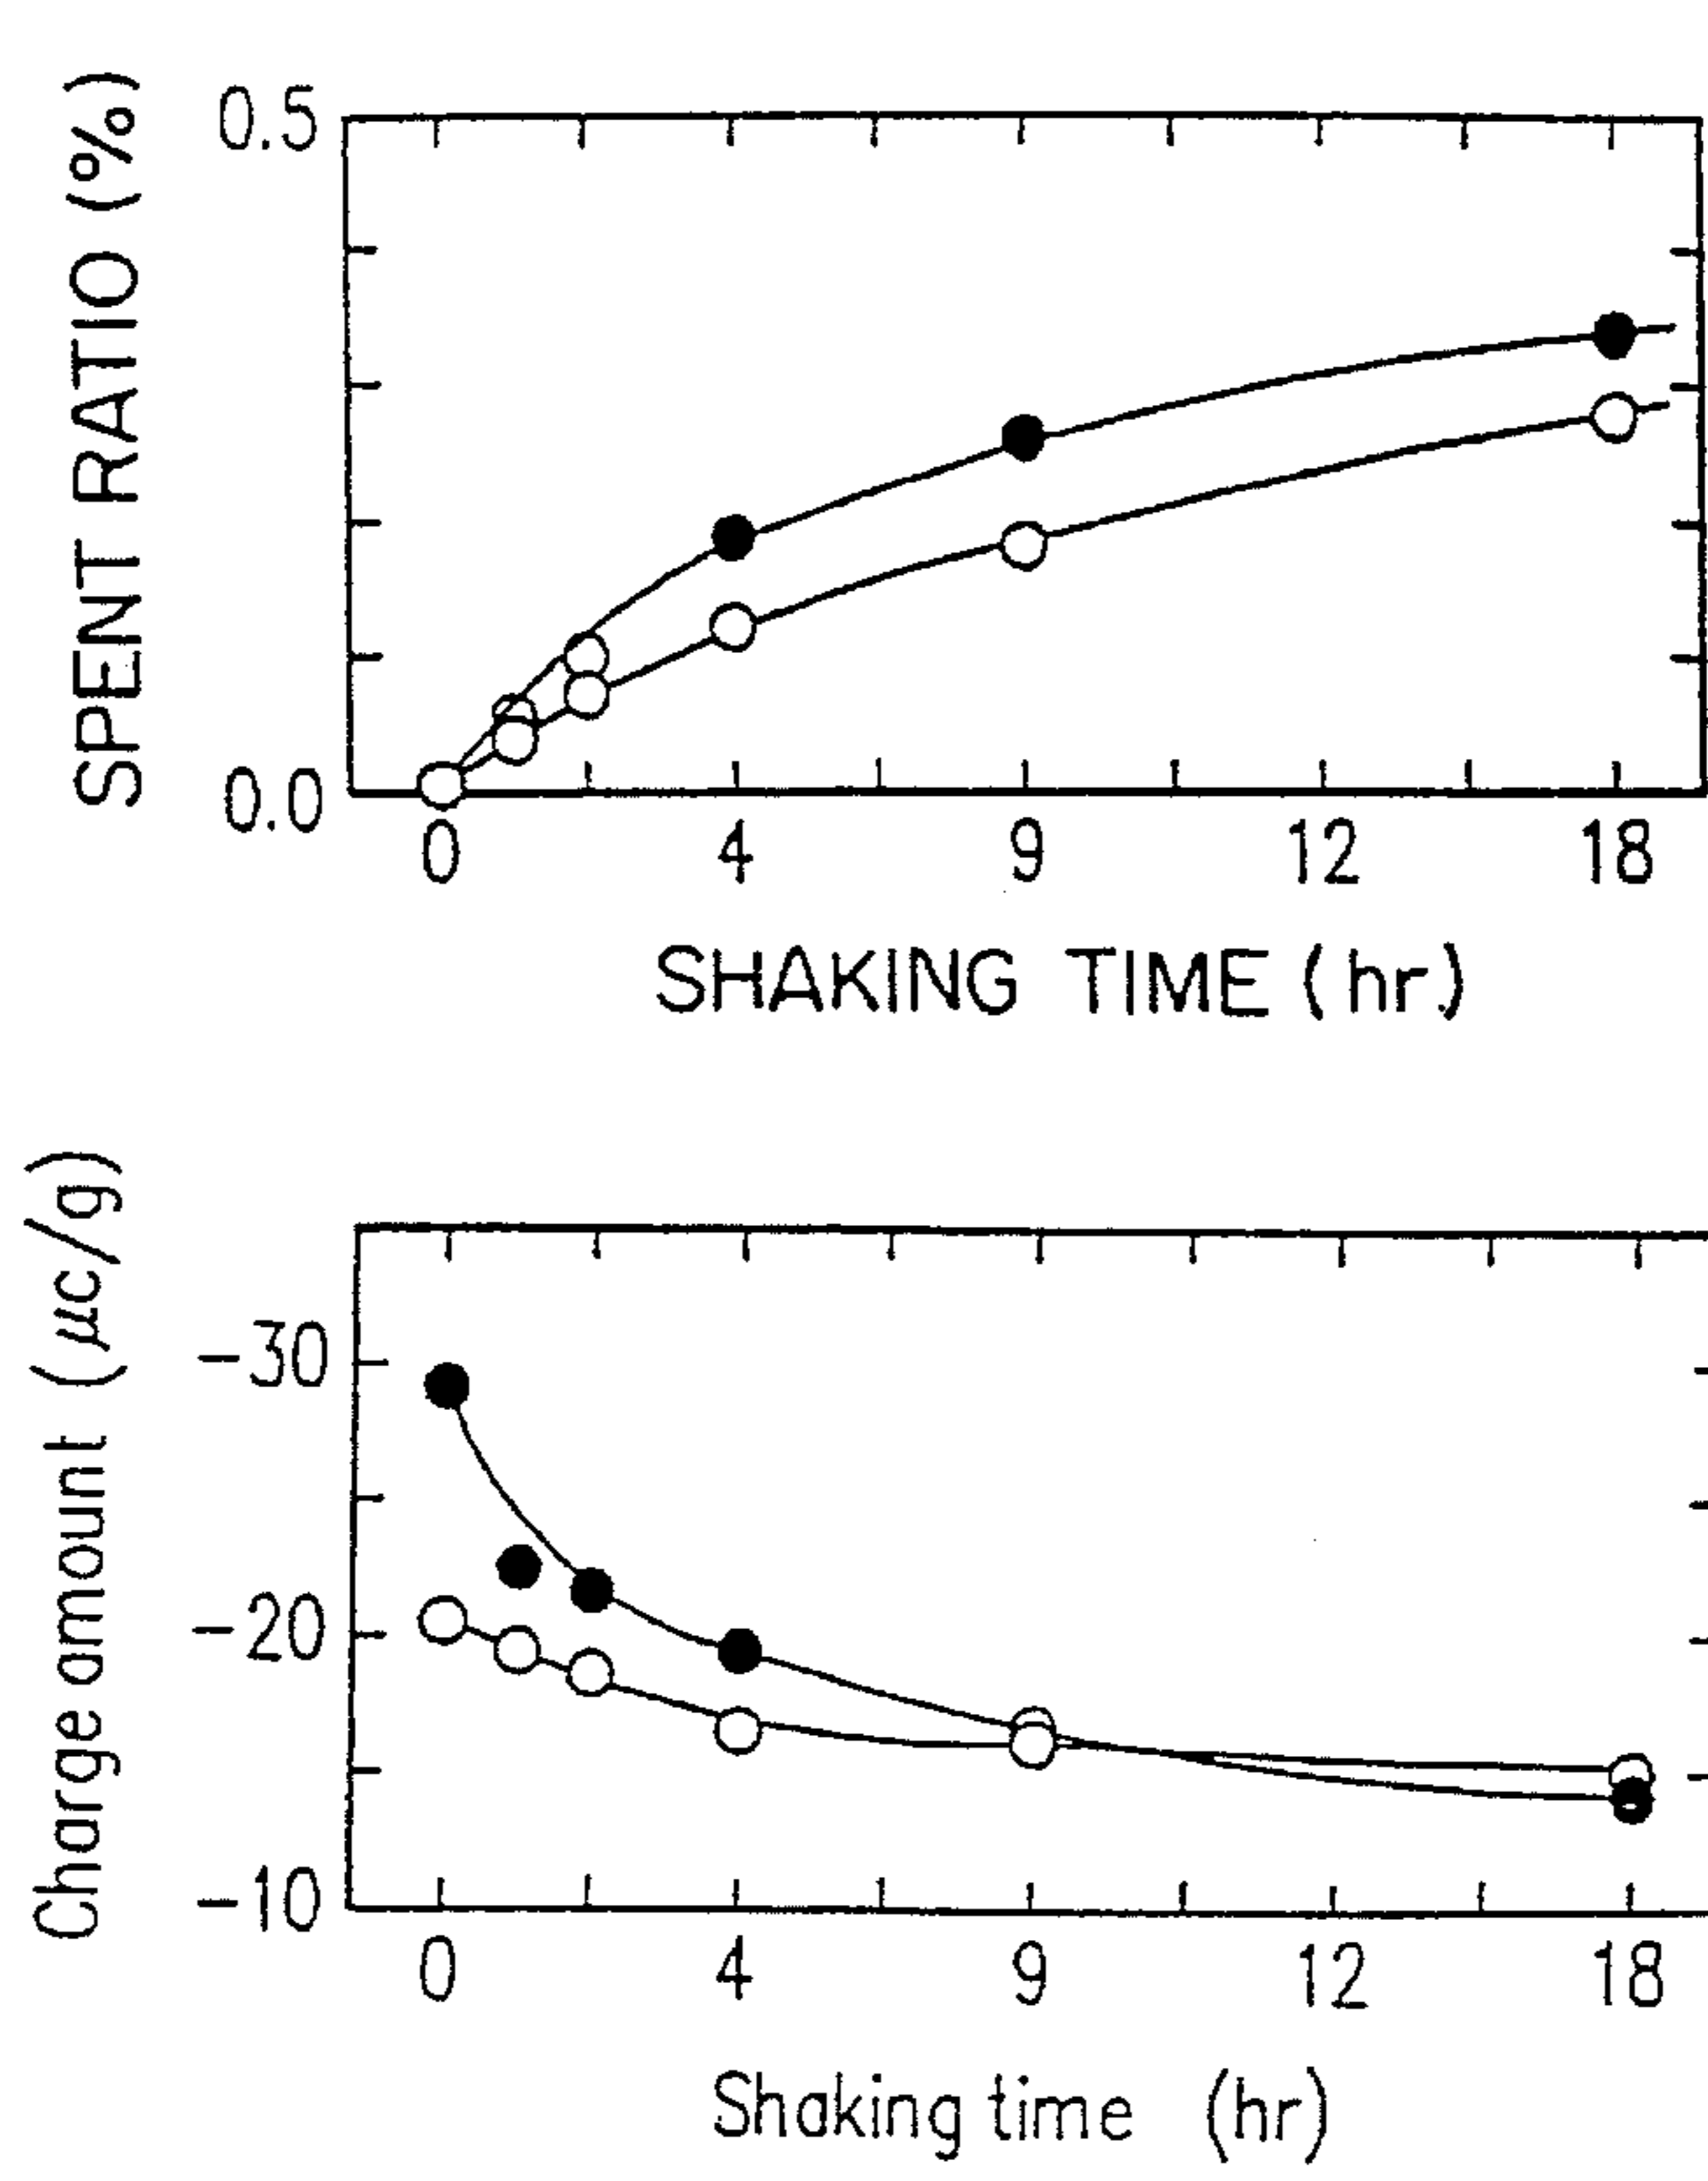 SPENT RATIO (%)
0.5
0.0
0 4 9 12 18
SHAKING TIME (hr.)
Charge amount (μc/g)
-30
-20
-10
0 4 9 12 18
Shaking time (hr)